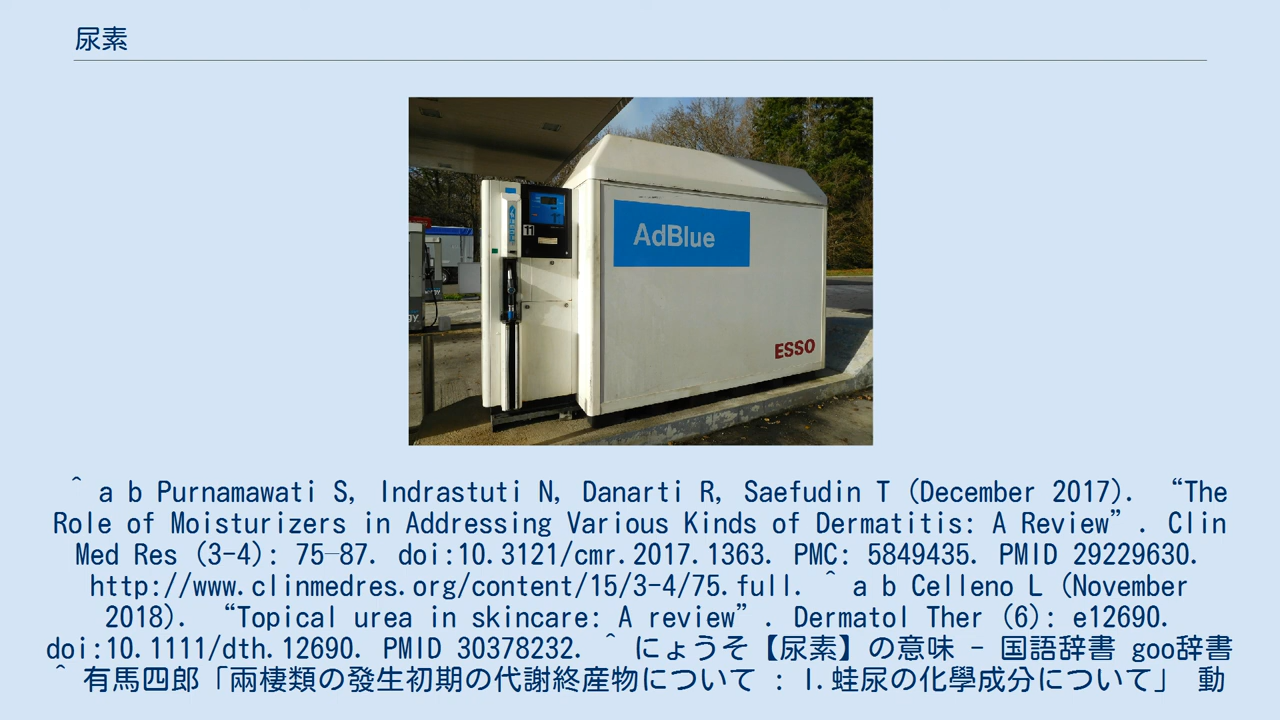 尿素
AdBlue
ESSO
^ a b Purnamawati S, Indrastuti N, Danarti R, Saefudin T (December 2017). “The
Role of Moisturizers in Addressing Various Kinds of Dermatitis: A Review”. Clin
Med Res (3-4): 75–87. doi:10.3121/cmr.2017.1363. PMC: 5849435. PMID 29229630.
http://www.clinmedres.org/content/15/3-4/75.full. ^ a b Celleno L (November
2018). “Topical urea in skincare: A review”. Dermatol Ther (6): e12690.
doi:10.1111/dth.12690. PMID 30378232. ^ にょうそ【尿素】の意味 - 国語辞書 goo辞書
^ 有馬四郎「兩棲類の發生初期の代謝終産物について : I.蛙尿の化學成分について」 動